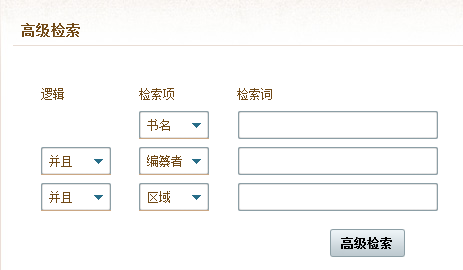 高级检索
逻辑 检索项 检索词
书名
并且 编纂者
并且 区域
高级检索